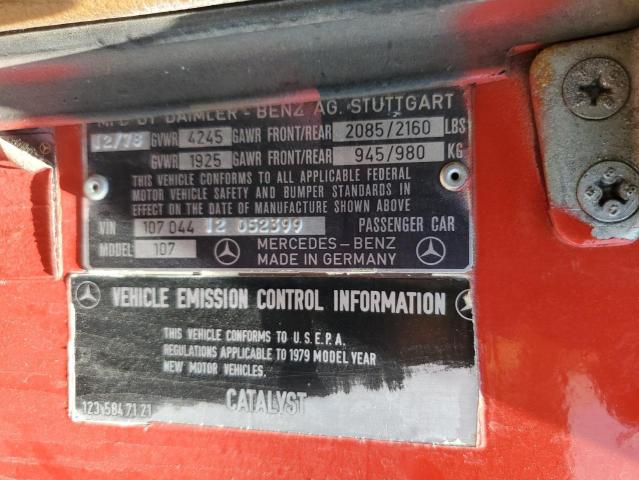 MFD BY DAIMLER-BENZ AG. STUTTGART
12/78 GVWR 4245 GAWR FRONT/REAR 2085/2160 LBS
GVWR 1925 GAWR FRONT/REAR 945/980 KG
THIS VEHICLE CONFORMS TO ALL APPLICABLE FEDERAL
MOTOR VEHICLE SAFETY AND BUMPER STANDARDS IN
EFFECT ON THE DATE OF MANUFACTURE SHOWN ABOVE
VIN 107 044 12 052399 PASSENGER CAR
MODEL 107 MERCEDES-BENZ
MADE IN GERMANY
VEHICLE EMISSION CONTROL INFORMATION
THIS VEHICLE CONFORMS TO U.S.E.P.A.
REGULATIONS APPLICABLE TO 1979 MODEL YEAR
NEW MOTOR VEHICLES.
CATALYST
123 584 71 21